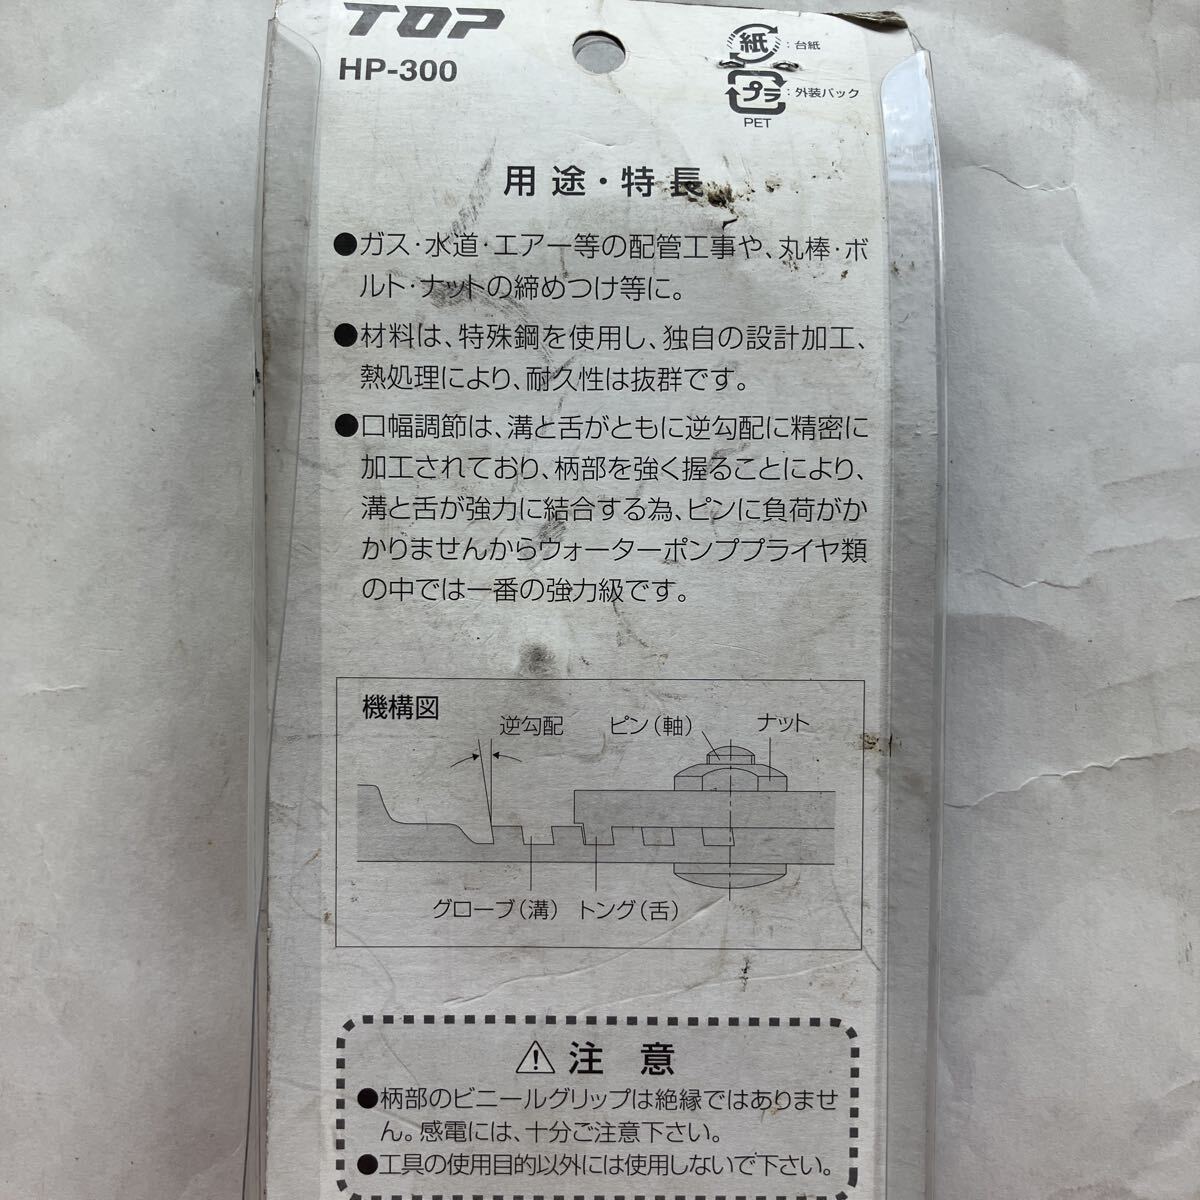 TOP
HP-300
紙 : 台紙
プラ : 外装パック
PET
用途・特長
●ガス・水道・エアー等の配管工事や、丸棒・ボ
ルト・ナットの締めつけ等に。
●材料は、特殊鋼を使用し、独自の設計加工、
熱処理により、耐久性は抜群です。
●口幅調節は、溝と舌がともに逆勾配に精密に
加工されており、柄部を強く握ることにより、
溝と舌が強力に結合する為、ピンに負荷がか
かりませんからウォーターポンププライヤ類
の中では一番の強力級です。
機構図
逆勾配 ピン(軸) ナット
グローブ(溝) トング(舌)
注意
●柄部のビニールグリップは絶縁ではありませ
ん。感電には、十分ご注意下さい。
●工具の使用目的以外には使用しないで下さい。